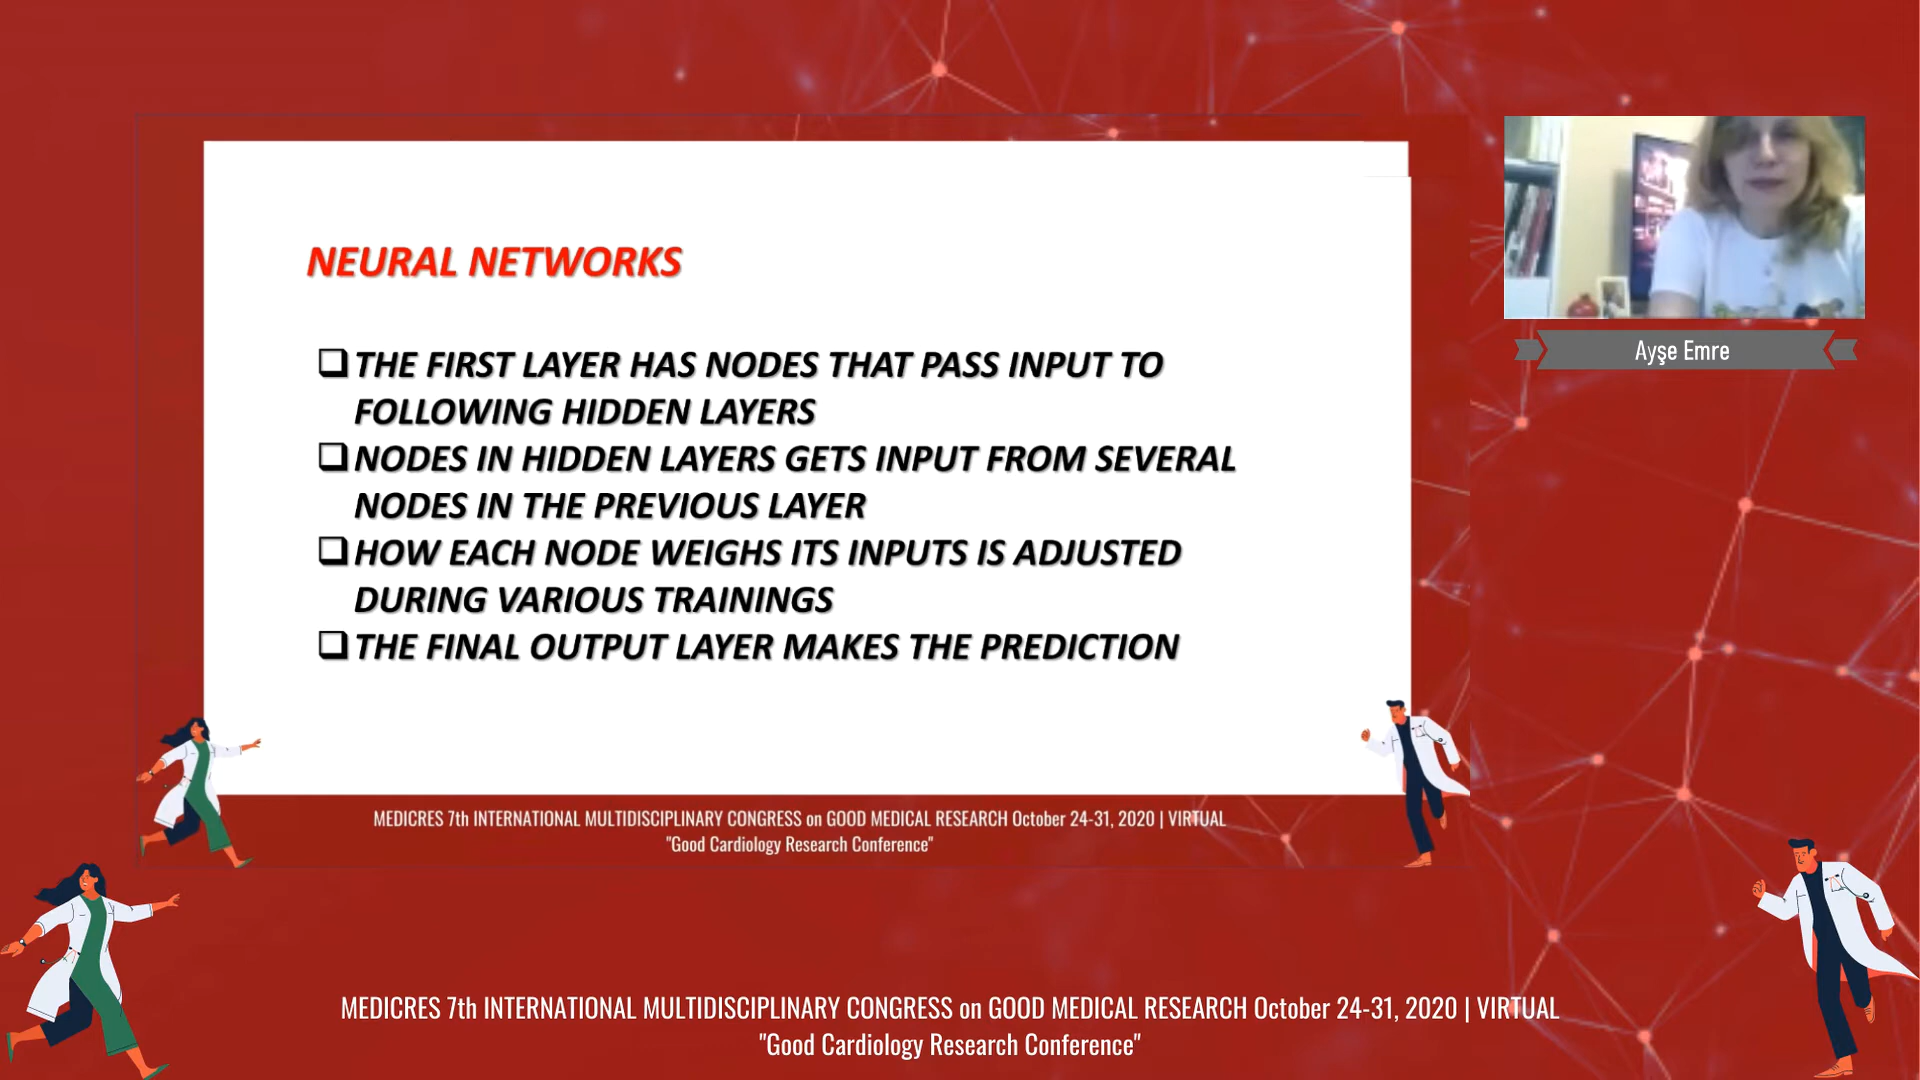 NEURAL NETWORKS
THE FIRST LAYER HAS NODES THAT PASS INPUT TO
FOLLOWING HIDDEN LAYERS
NODES IN HIDDEN LAYERS GETS INPUT FROM SEVERAL
NODES IN THE PREVIOUS LAYER
HOW EACH NODE WEIGHS ITS INPUTS IS ADJUSTED
DURING VARIOUS TRAININGS
THE FINAL OUTPUT LAYER MAKES THE PREDICTION
MEDICRES 7th INTERNATIONAL MULTIDISCIPLINARY CONGRESS on GOOD MEDICAL RESEARCH October 24-31, 2020 | VIRTUAL
"Good Cardiology Research Conference"
Ayşe Emre
MEDICRES 7th INTERNATIONAL MULTIDISCIPLINARY CONGRESS on GOOD MEDICAL RESEARCH October 24-31, 2020 | VIRTUAL
"Good Cardiology Research Conference"